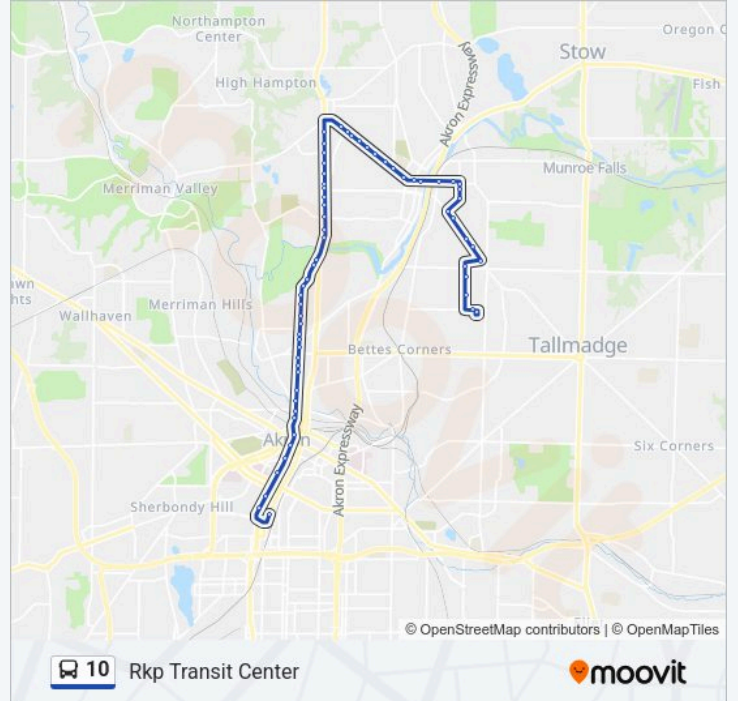 Northampton
Center
Stow
Oregon C
High Hampton
Akron Expressway
Fish
Munroe Falls
Merriman Valley
awn
hts
Merriman Hills
Wallhaven
Bettes Corners
Tallmadge
Akron
Akron Expressway
Six Corners
Sherbondy Hill
© OpenStreetMap contributors | © OpenMapTiles
10 Rkp Transit Center
moovit